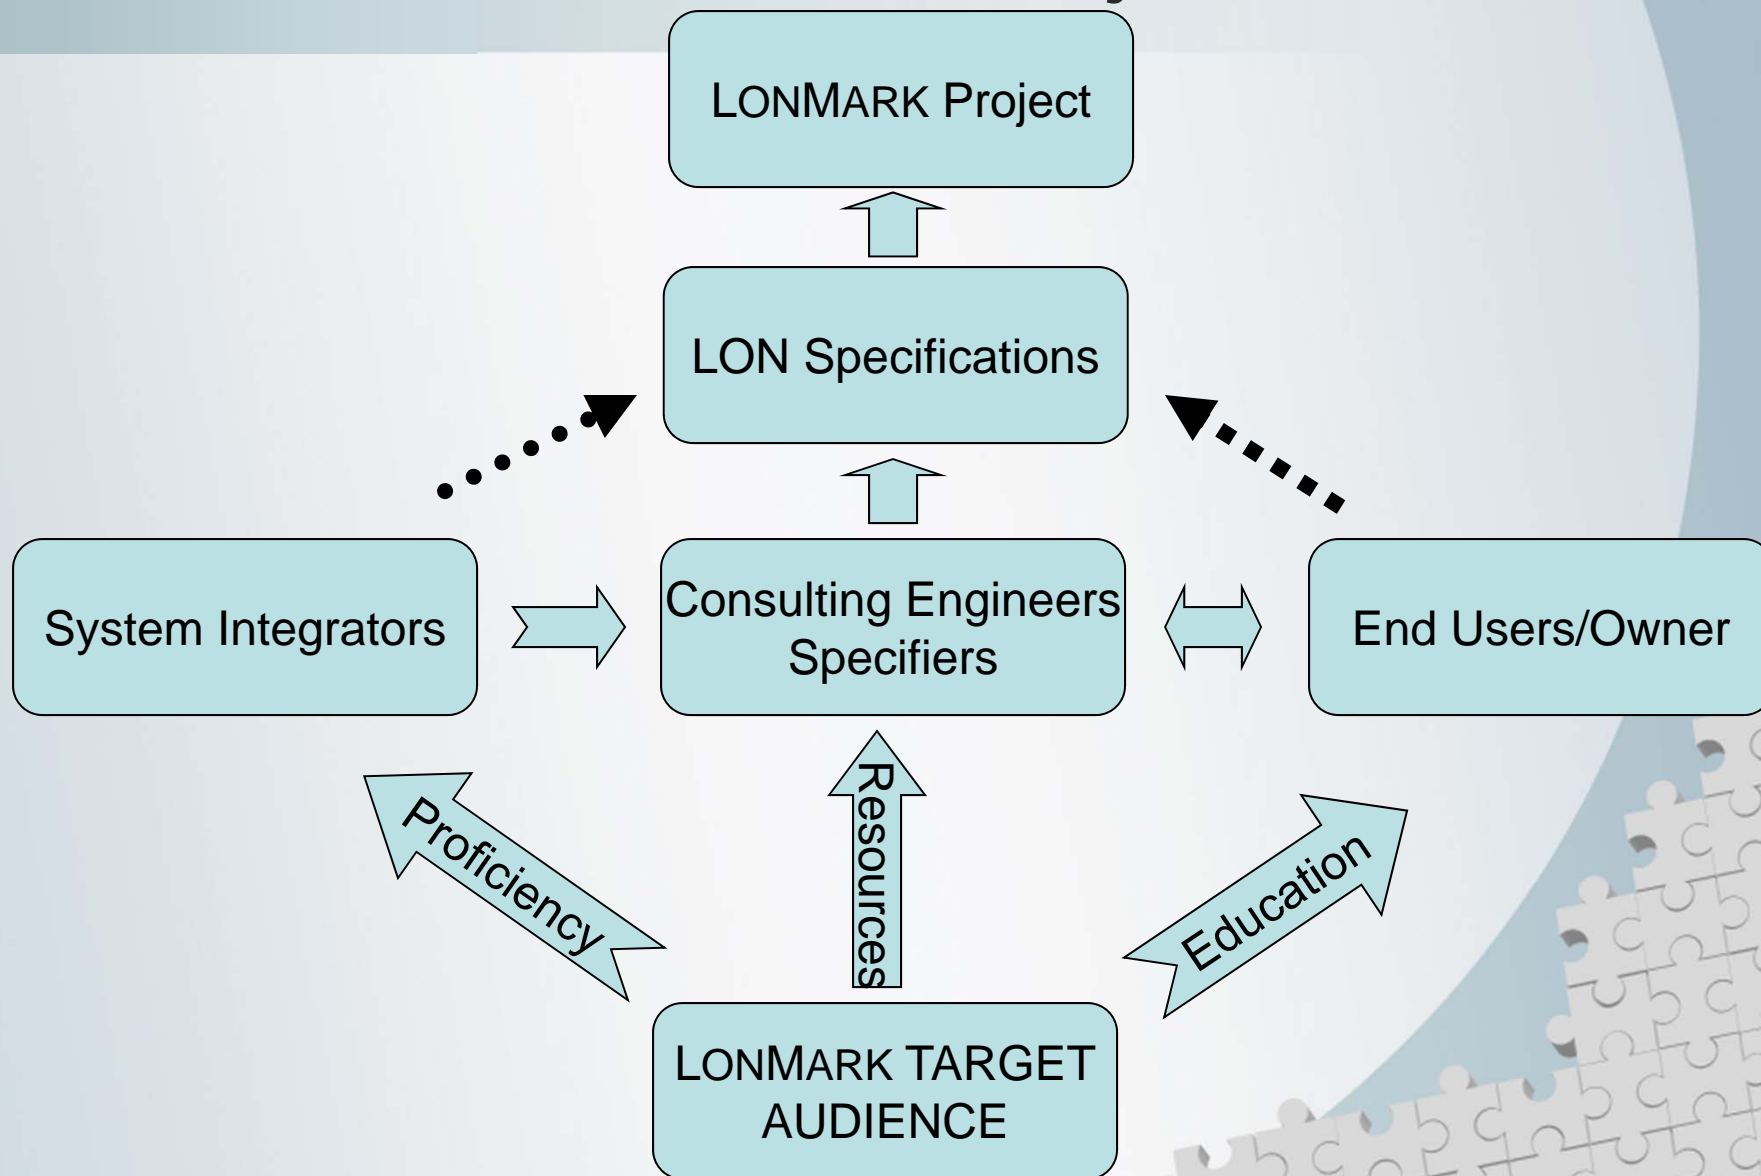 LONMARK Project
LON Specifications
System Integrators
Consulting Engineers
Specifiers
End Users/Owner
Proficiency
Resources
Education
LONMARK TARGET
AUDIENCE